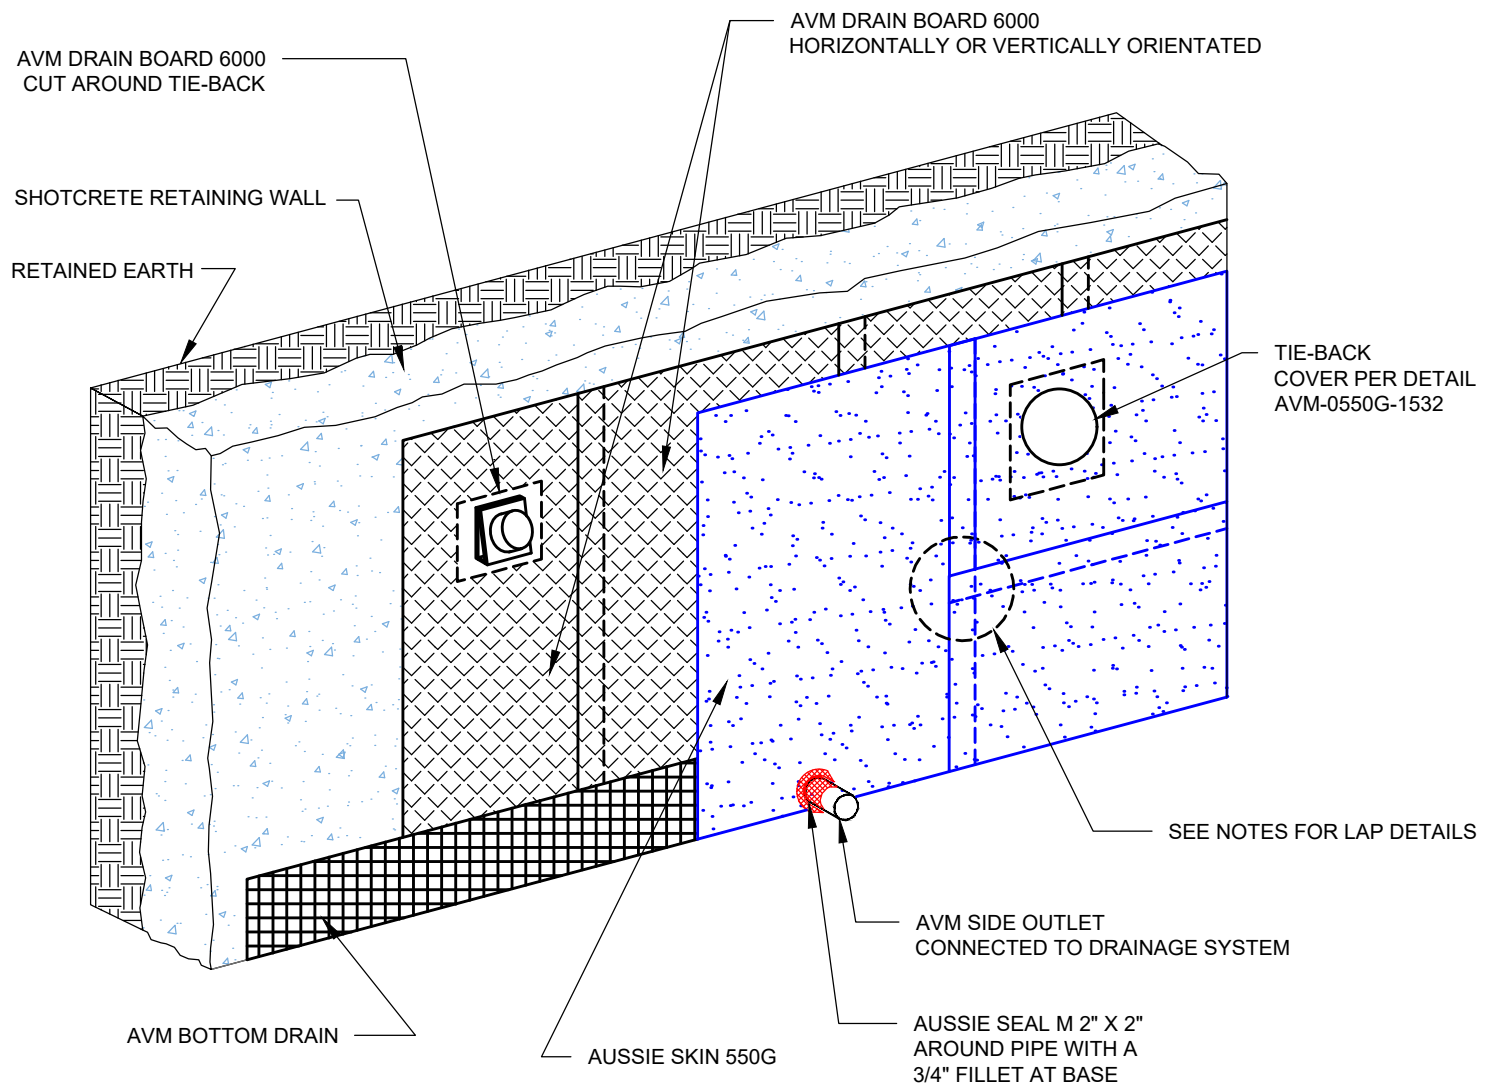 AVM DRAIN BOARD 6000
HORIZONTALLY OR VERTICALLY ORIENTATED
AVM DRAIN BOARD 6000
CUT AROUND TIE-BACK
SHOTCRETE RETAINING WALL
RETAINED EARTH
TIE-BACK
COVER PER DETAIL
AVM-0550G-1532
SEE NOTES FOR LAP DETAILS
AVM SIDE OUTLET
CONNECTED TO DRAINAGE SYSTEM
AVM BOTTOM DRAIN
AUSSIE SKIN 550G
AUSSIE SEAL M 2" X 2"
AROUND PIPE WITH A
3/4" FILLET AT BASE